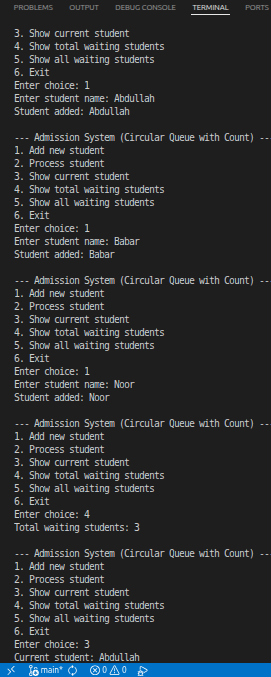 PROBLEMS OUTPUT DEBUG CONSOLE TERMINAL PORTS
3. Show current student
4. Show total waiting students
5. Show all waiting students
6. Exit
Enter choice: 1
Enter student name: Abdullah
Student added: Abdullah
--- Admission System (Circular Queue with Count) --
1. Add new student
2. Process student
3. Show current student
4. Show total waiting students
5. Show all waiting students
6. Exit
Enter choice: 1
Enter student name: Babar
Student added: Babar
--- Admission System (Circular Queue with Count) --
1. Add new student
2. Process student
3. Show current student
4. Show total waiting students
5. Show all waiting students
6. Exit
Enter choice: 1
Enter student name: Noor
Student added: Noor
--- Admission System (Circular Queue with Count) --
1. Add new student
2. Process student
3. Show current student
4. Show total waiting students
5. Show all waiting students
6. Exit
Enter choice: 4
Total waiting students: 3
--- Admission System (Circular Queue with Count) --
1. Add new student
2. Process student
3. Show current student
4. Show total waiting students
5. Show all waiting students
6. Exit
Enter choice: 3
Current student: Abdullah
main* 0 0